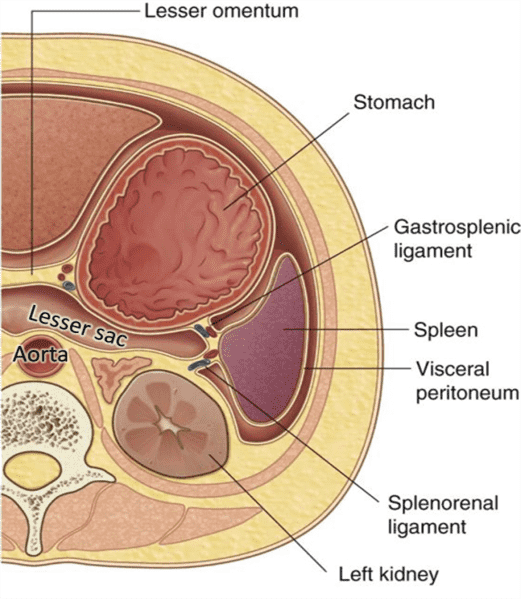 Lesser omentum
Stomach
Gastrosplenic
ligament
Lesser sac
Spleen
Aorta
Visceral
peritoneum
Splenorenal
ligament
Left kidney